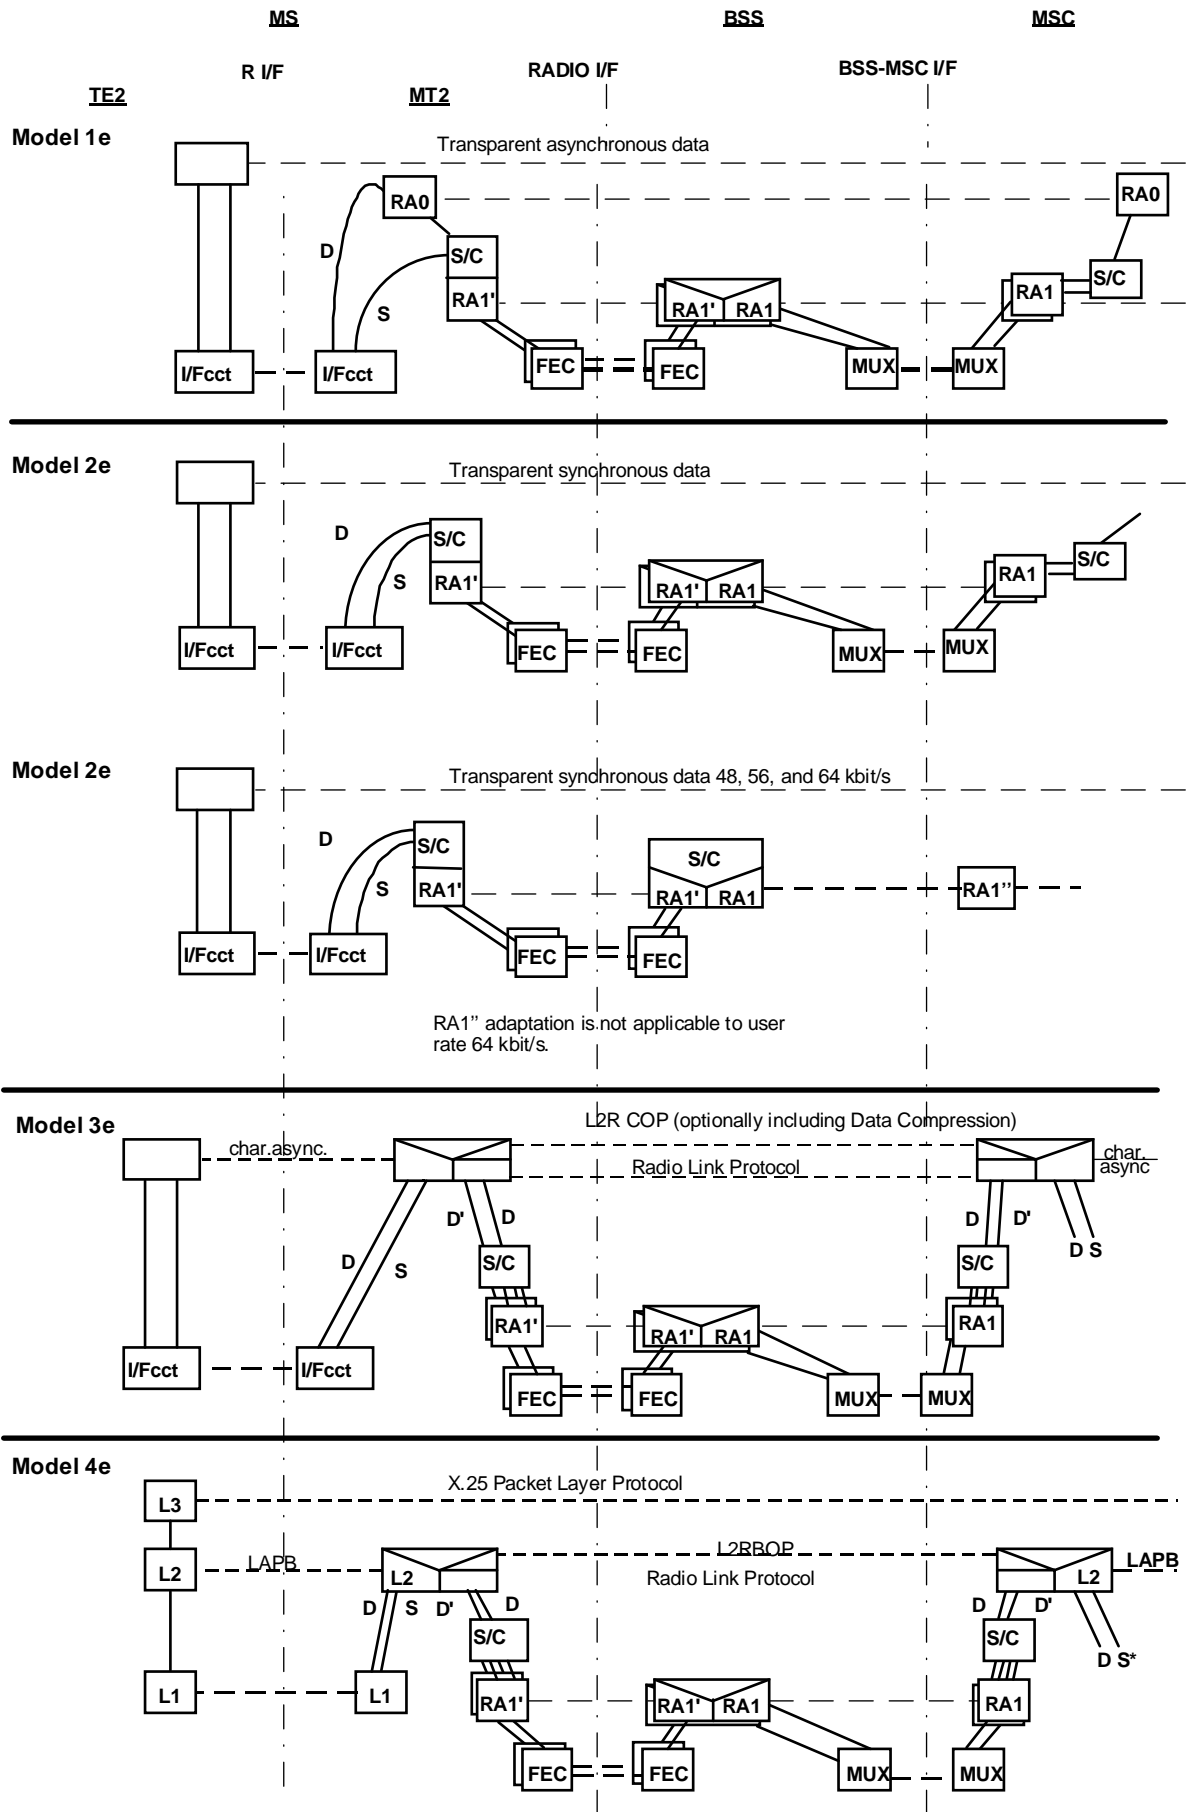 MS
BSS
MSC
R I/F
RADIO I/F
BSS-MSC I/F
TE2
MT2
Model 1e
Transparent asynchronous data
RA0
RA0
D
S/C
S/C
RA1'
RA1'
RA1
RA1
S
I/Fcct
I/Fcct
FEC
FEC
MUX
MUX
Model 2e
Transparent synchronous data
D
S/C
S/C
S
RA1'
RA1'
RA1
RA1
I/Fcct
I/Fcct
FEC
FEC
MUX
MUX
Model 2e
Transparent synchronous data 48, 56, and 64 kbit/s
D
S/C
S/C
S
RA1'
RA1'
RA1
RA1''
I/Fcct
I/Fcct
FEC
FEC
RA1'' adaptation is not applicable to user
rate 64 kbit/s.
Model 3e
L2R COP (optionally including Data Compression)
char.async.
char.
async
Radio Link Protocol
D'
D
D
D'
D
S
S/C
S/C
D S
RA1'
RA1'
RA1
RA1
I/Fcct
I/Fcct
FEC
FEC
MUX
MUX
Model 4e
X.25 Packet Layer Protocol
L3
L2RBOP
LAPB
LAPB
L2
L2
Radio Link Protocol
L2
D
S
D'
D
D
D'
S/C
S/C
D S*
L1
L1
RA1'
RA1'
RA1
RA1
FEC
FEC
MUX
MUX